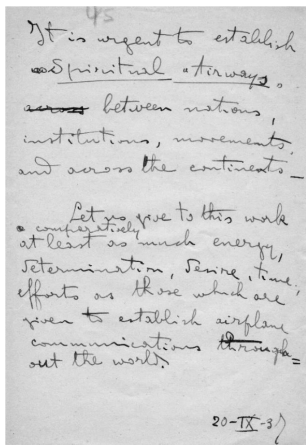 45
It is urgent to establish
"Spiritual Airways"
across between nations,
institutions, movements.
and across the continents –
Let us give to this work
comparatively
at least as much energy,
determination, desire, time,
efforts as those which are
given to establish airplane
communications through=
out the world.
20-IX-37